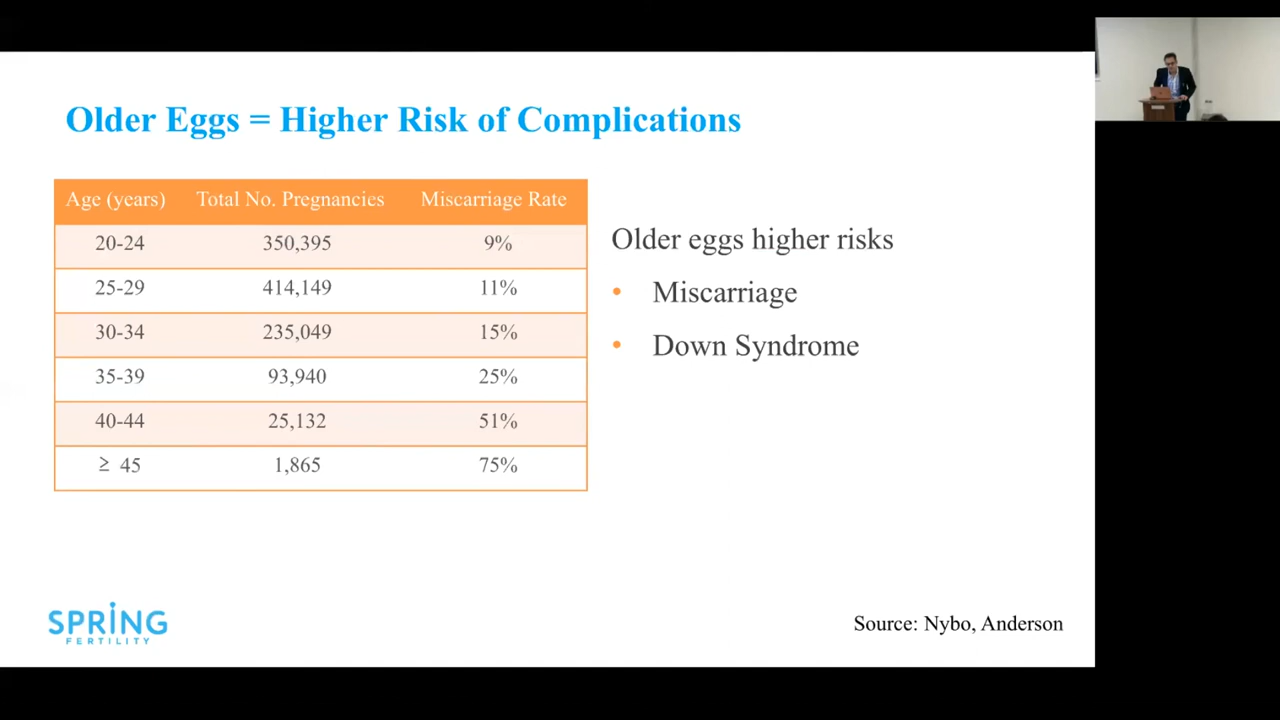 Older Eggs = Higher Risk of Complications
Age (years) Total No. Pregnancies Miscarriage Rate
20-24 350,395 9%
25-29 414,149 11%
30-34 235,049 15%
35-39 93,940 25%
40-44 25,132 51%
≥ 45 1,865 75%
Older eggs higher risks
• Miscarriage
• Down Syndrome
SPRING
FERTILITY
Source: Nybo, Anderson